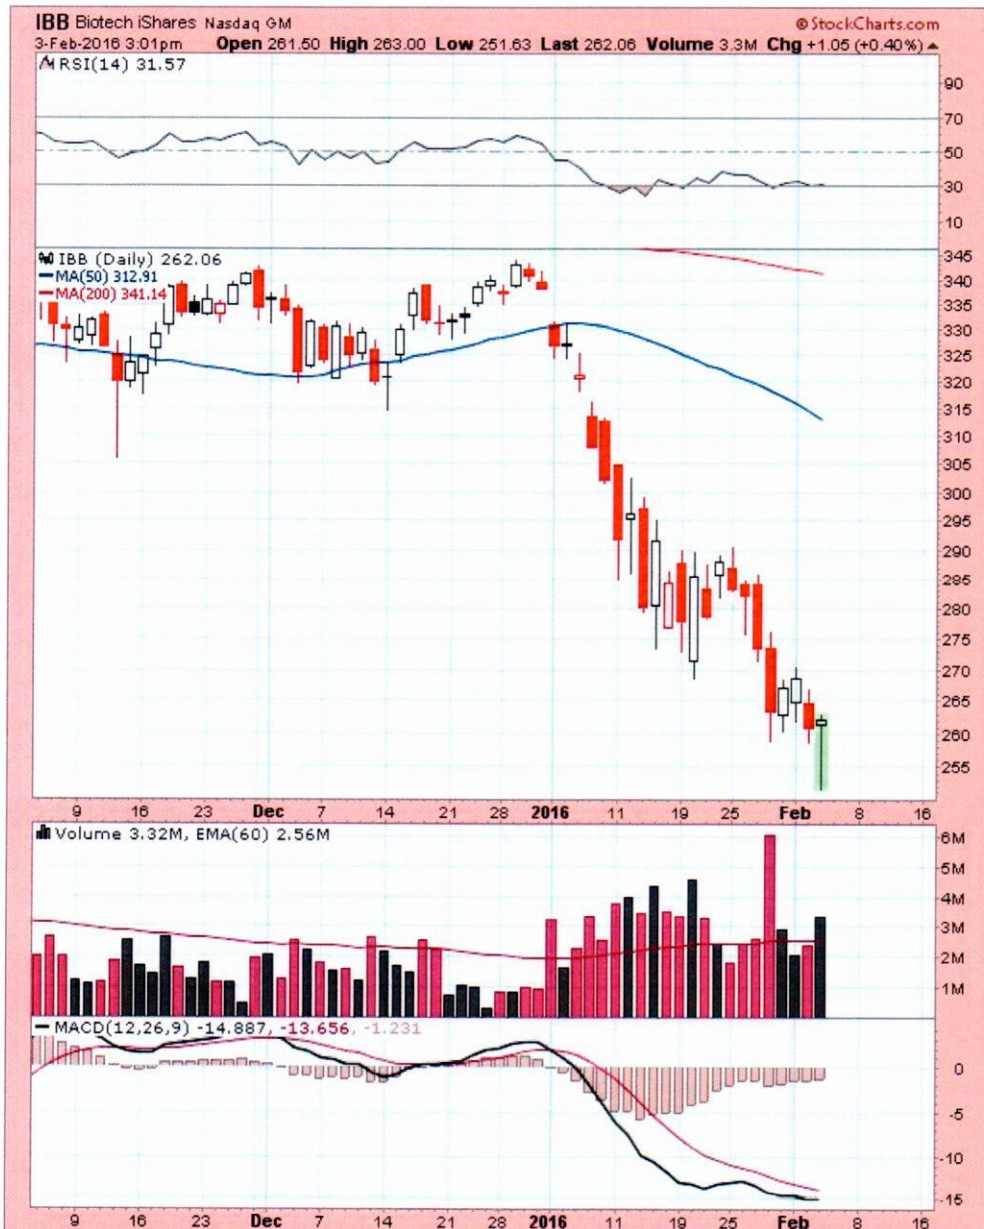 IBB Biotech iShares Nasdaq GM © StockCharts.com
3-Feb-2016 3:01pm Open 261.50 High 263.00 Low 251.63 Last 262.06 Volume 3.3M Chg +1.05 (+0.40%)
RSI(14) 31.57
90
70
50
30
10
IBB (Daily) 262.06
MA(50) 312.91
MA(200) 341.14
345
340
335
330
325
320
315
310
305
300
295
290
285
280
275
270
265
260
255
9 16 23 Dec 7 14 21 28 2016 11 19 25 Feb 8 16
Volume 3.32M, EMA(60) 2.56M
6M
5M
4M
3M
2M
1M
MACD(12,26,9) -14.887, -13.656, -1.231
0
-5
-10
-15
9 16 23 Dec 7 14 21 28 2016 11 19 25 Feb 8 16